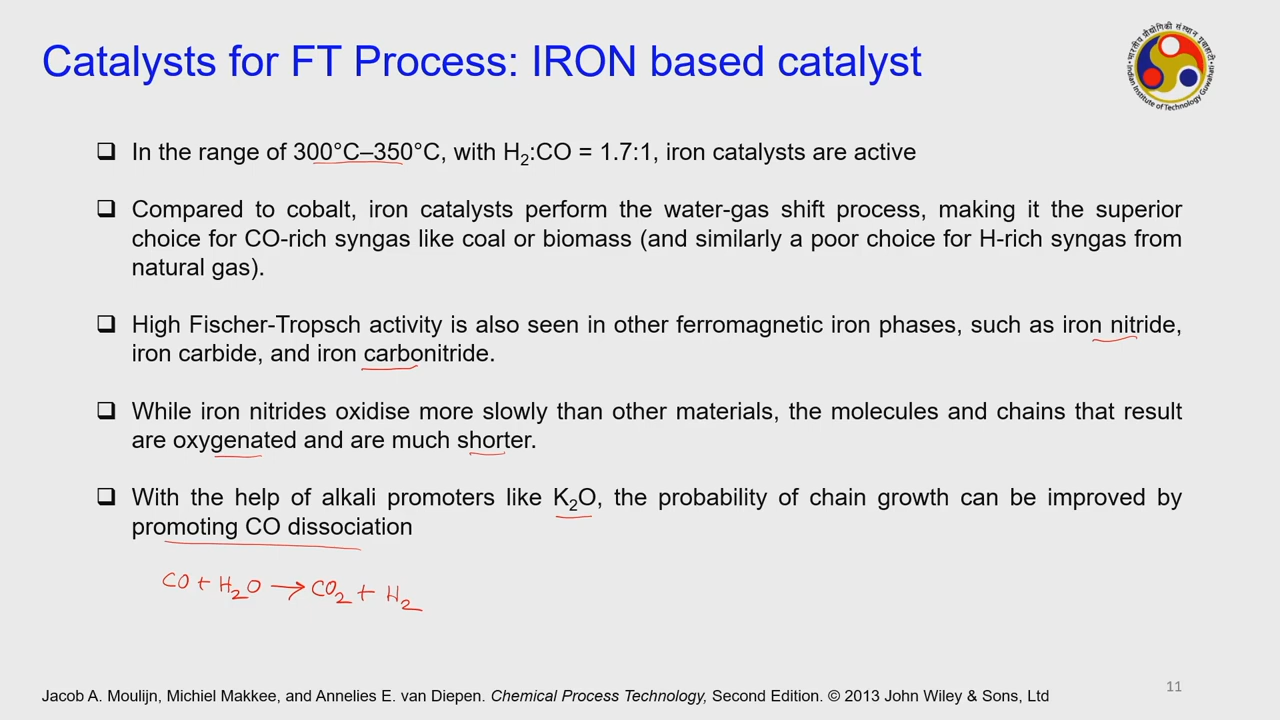 Catalysts for FT Process: IRON based catalyst
❑ In the range of 300°C–350°C, with H₂:CO = 1.7:1, iron catalysts are active
❑ Compared to cobalt, iron catalysts perform the water-gas shift process, making it the superior
choice for CO-rich syngas like coal or biomass (and similarly a poor choice for H-rich syngas from
natural gas).
❑ High Fischer-Tropsch activity is also seen in other ferromagnetic iron phases, such as iron nitride,
iron carbide, and iron carbonitride.
❑ While iron nitrides oxidise more slowly than other materials, the molecules and chains that result
are oxygenated and are much shorter.
❑ With the help of alkali promoters like K₂O, the probability of chain growth can be improved by
promoting CO dissociation
CO + H₂O → CO₂ + H₂
Jacob A. Moulijn, Michiel Makkee, and Annelies E. van Diepen. Chemical Process Technology, Second Edition. © 2013 John Wiley & Sons, Ltd
11
Indian Institute of Technology Guwahati